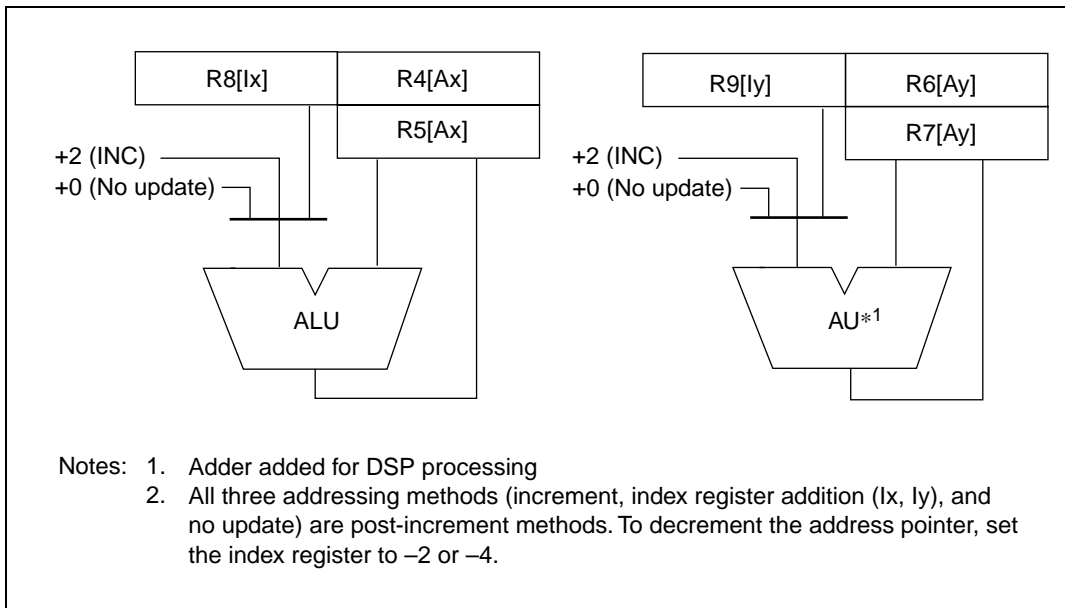 R8[Ix] R4[Ax]
R5[Ax]
+2 (INC)
+0 (No update)
ALU
R9[Iy] R6[Ay]
R7[Ay]
+2 (INC)
+0 (No update)
AU*1
Notes: 1. Adder added for DSP processing
2. All three addressing methods (increment, index register addition (Ix, Iy), and
no update) are post-increment methods. To decrement the address pointer, set
the index register to –2 or –4.